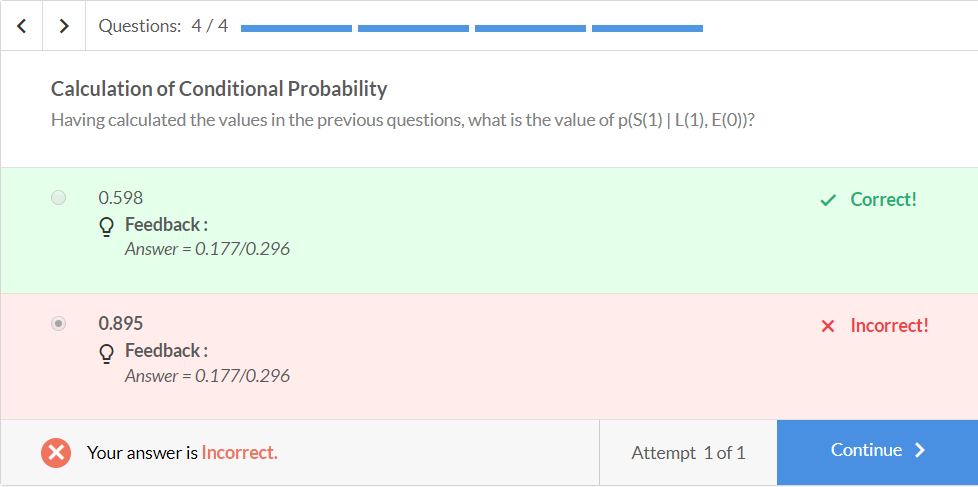 Questions: 4 / 4
Calculation of Conditional Probability
Having calculated the values in the previous questions, what is the value of p(S(1) | L(1), E(0))?
0.598
Correct!
Feedback :
Answer = 0.177/0.296
0.895
Incorrect!
Feedback :
Answer = 0.177/0.296
Your answer is Incorrect.
Attempt 1 of 1
Continue